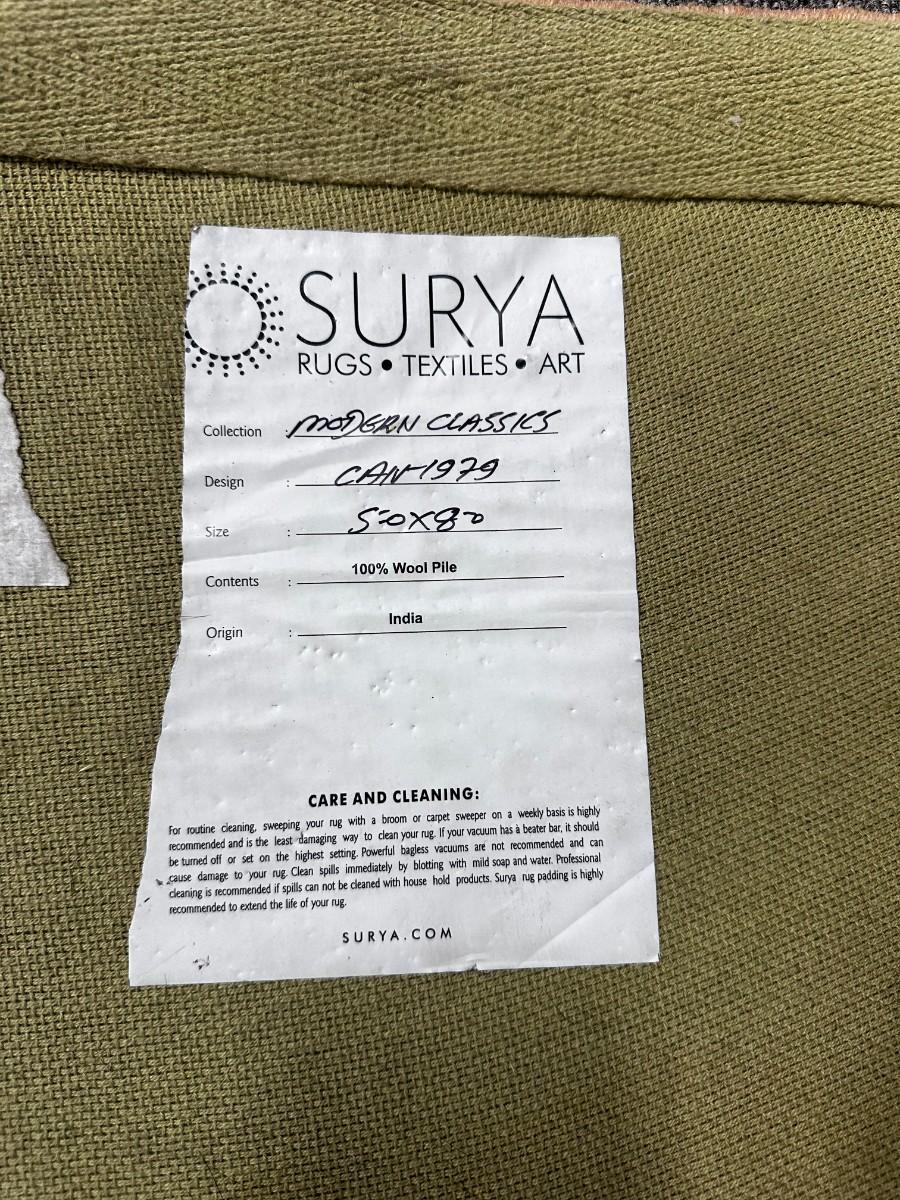 SURYA
RUGS • TEXTILES • ART
Collection : MODERN CLASSICS
Design : CAN-1979
Size : 5-0X8-0
Contents : 100% Wool Pile
Origin : India
CARE AND CLEANING:
For routine cleaning, sweeping your rug with a broom or carpet sweeper on a weekly basis is highly
recommended and is the least damaging way to clean your rug. If your vacuum has a beater bar, it should
be turned off or set on the highest setting. Powerful bagless vacuums are not recommended and can
cause damage to your rug. Clean spills immediately by blotting with mild soap and water. Professional
cleaning is recommended if spills can not be cleaned with house hold products. Surya rug padding is highly
recommended to extend the life of your rug.
SURYA.COM